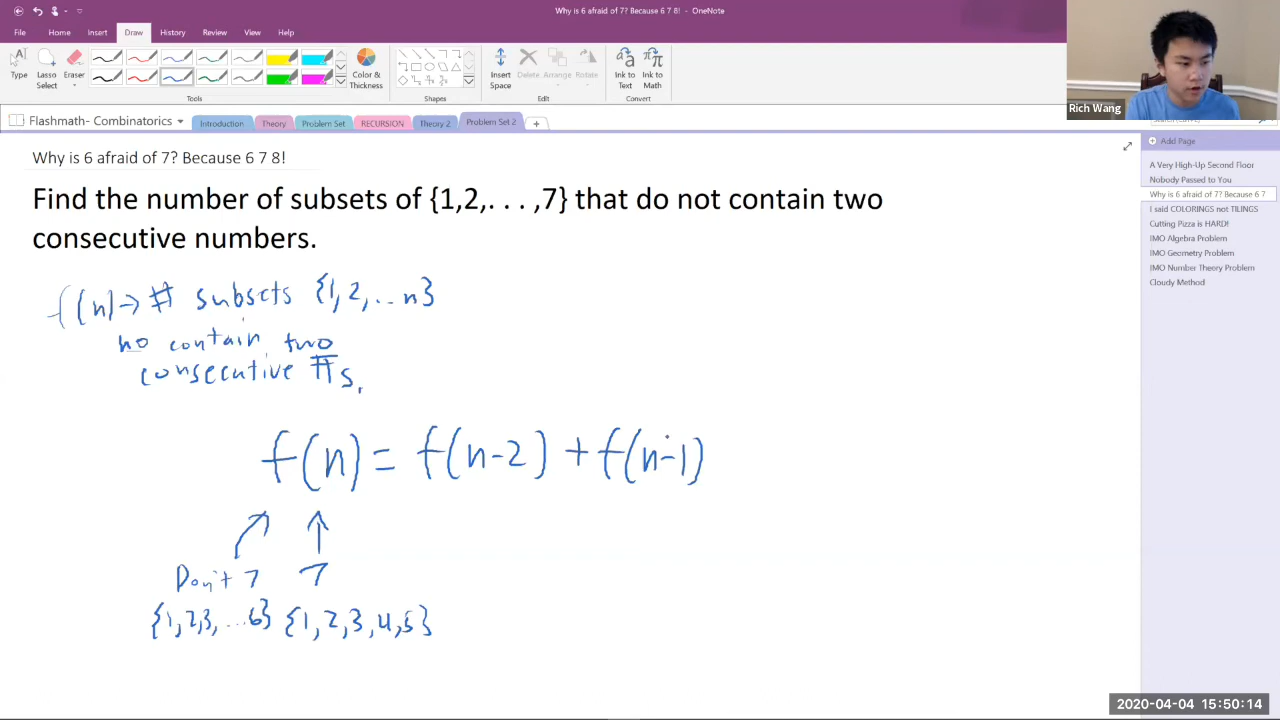 Why is 6 afraid of 7? Because 6 7 8! - OneNote
File Home Insert Draw History Review View Help
Type
Lasso Select
Eraser
Color & Thickness
Insert Space
Delete
Arrange
Rotate
Ink to Text
Ink to Math
Tools
Shapes
Edit
Convert
Rich Wang
Flashmath- Combinatorics
Introduction Theory Problem Set RECURSION Theory 2 Problem Set 2
Add Page
A Very High-Up Second Floor
Nobody Passed to You
Why is 6 afraid of 7? Because 6 7
I said COLORINGS not TILINGS
Cutting Pizza is HARD!
IMO Algebra Problem
IMO Geometry Problem
IMO Number Theory Problem
Cloudy Method
Why is 6 afraid of 7? Because 6 7 8!
Find the number of subsets of {1,2,. . . ,7} that do not contain two
consecutive numbers.
f(n) → # subsets {1, 2, ... n}
no contain two
consecutive #s.
f(n) = f(n-2) + f(n-1)
Don't 7 7
{1,2,3, ...6} {1,2,3,4,5}
2020-04-04 15:50:14